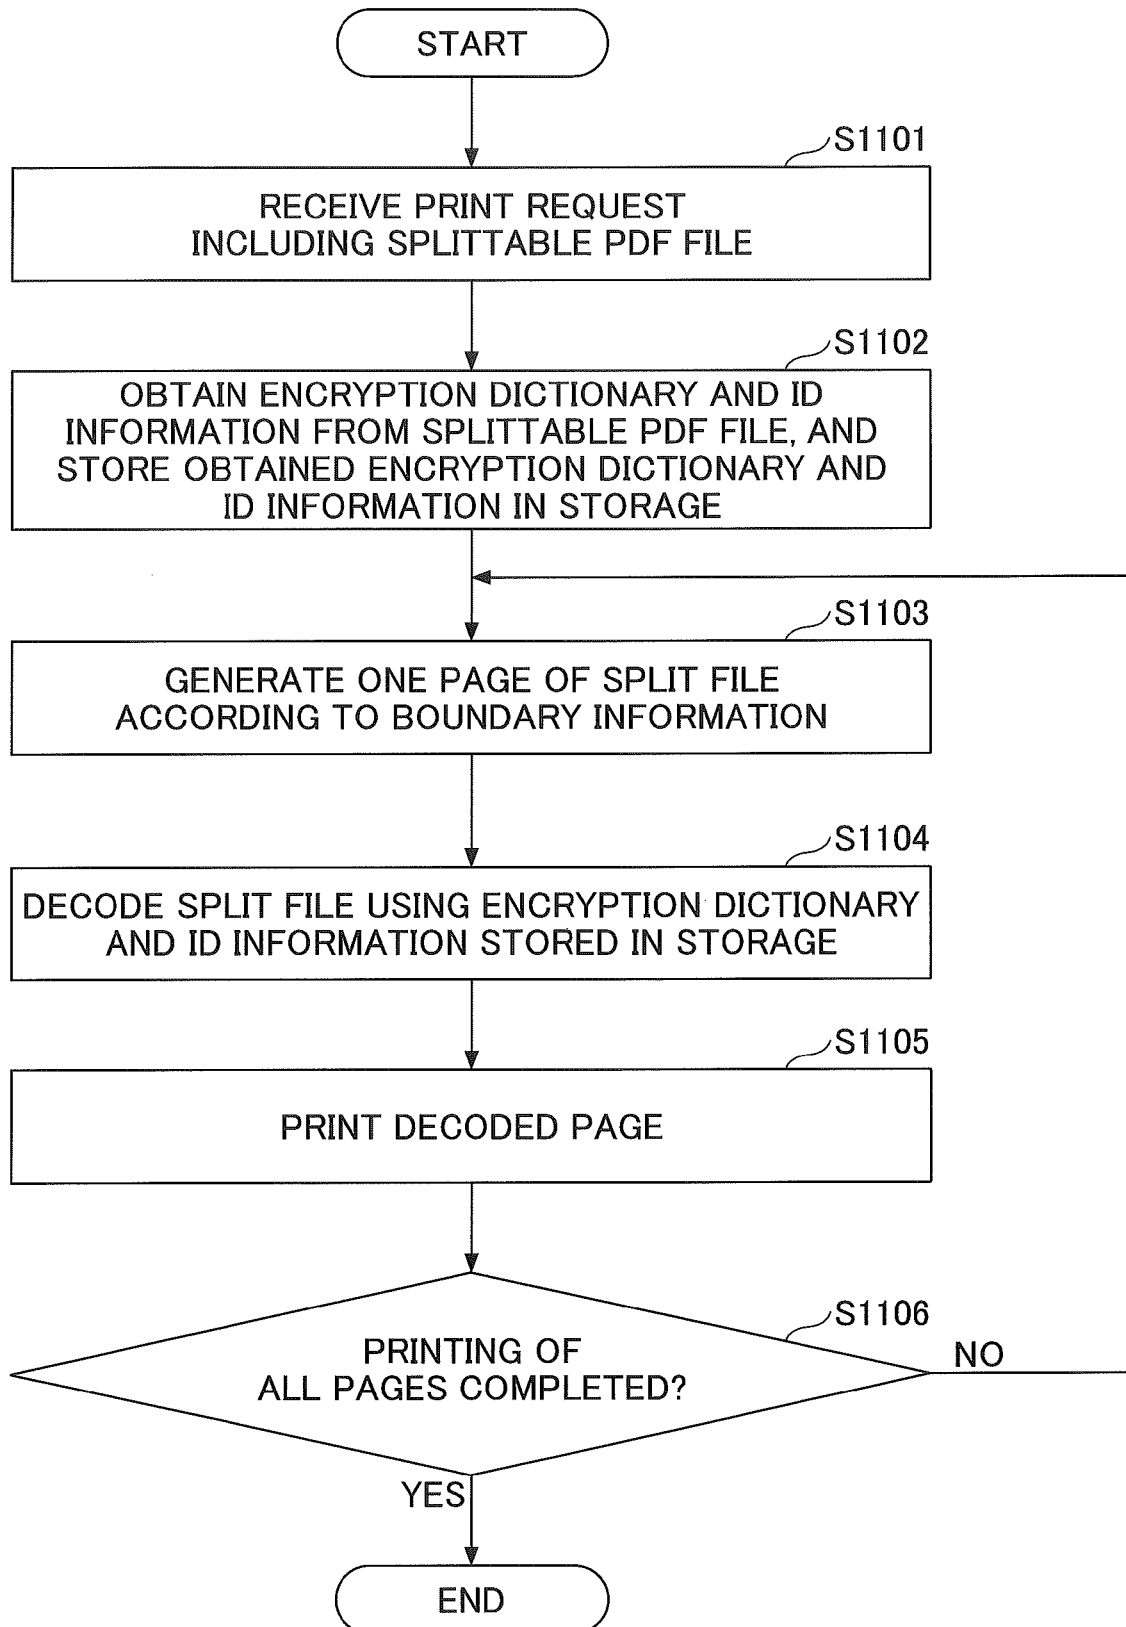 START
S1101
RECEIVE PRINT REQUEST
INCLUDING SPLITTABLE PDF FILE
S1102
OBTAIN ENCRYPTION DICTIONARY AND ID
INFORMATION FROM SPLITTABLE PDF FILE, AND
STORE OBTAINED ENCRYPTION DICTIONARY AND
ID INFORMATION IN STORAGE
S1103
GENERATE ONE PAGE OF SPLIT FILE
ACCORDING TO BOUNDARY INFORMATION
S1104
DECODE SPLIT FILE USING ENCRYPTION DICTIONARY
AND ID INFORMATION STORED IN STORAGE
S1105
PRINT DECODED PAGE
S1106
PRINTING OF
ALL PAGES COMPLETED?
NO
YES
END